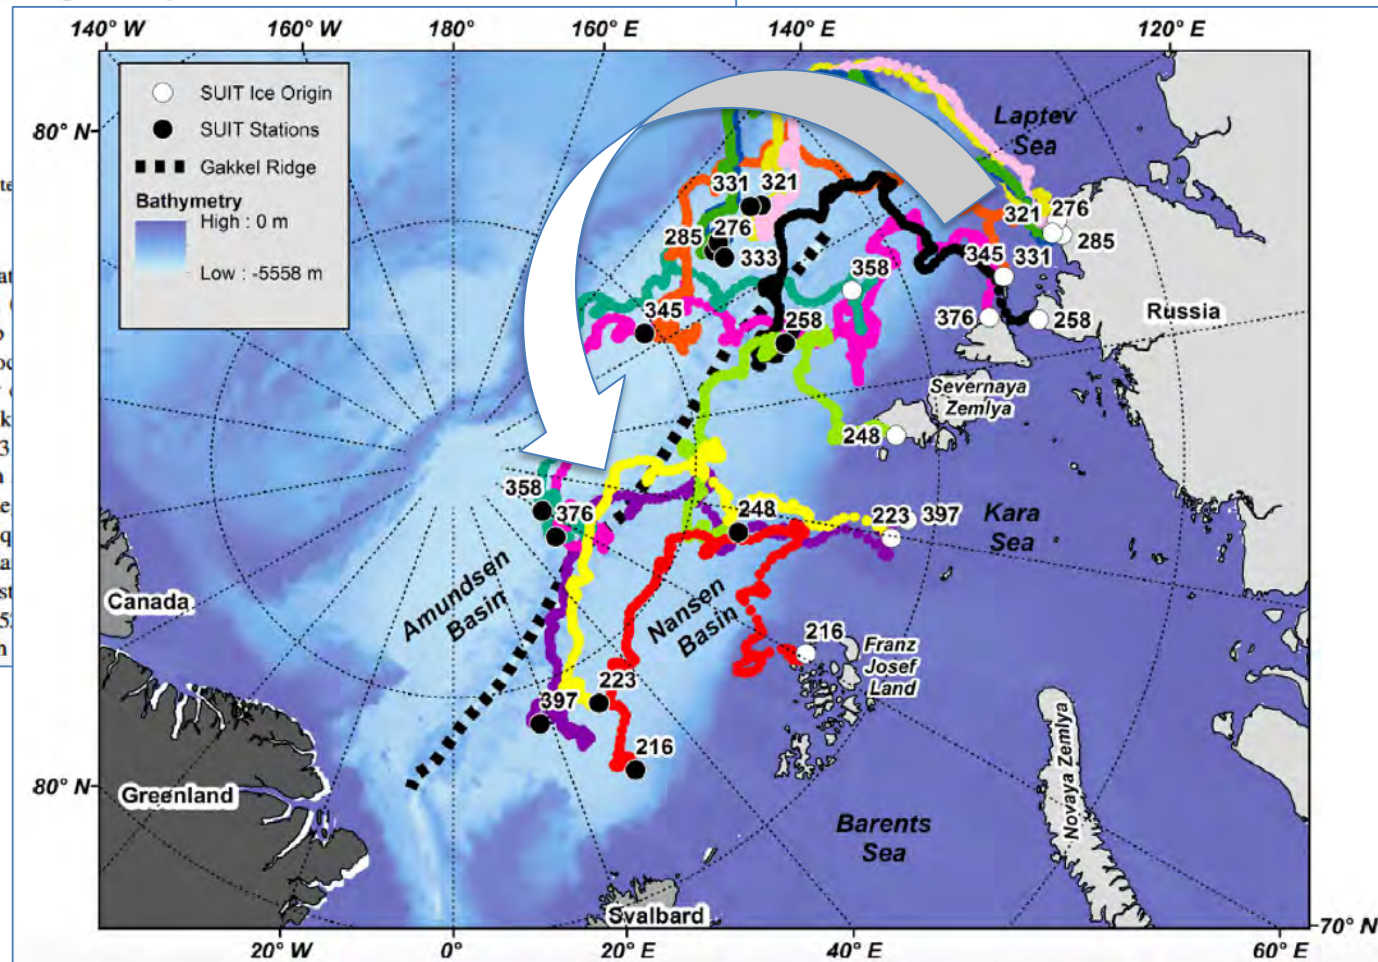 140° W
160° W
180°
160° E
140° E
120° E
SUIT Ice Origin
SUIT Stations
Gakkel Ridge
Bathymetry
High : 0 m
Low : -5558 m
80° N
Laptev
Sea
331
321
276
285
333
321
276
285
345
331
358
345
258
376
258
Russia
Severnaya
Zemlya
248
358
376
248
223
397
Kara
Sea
Amundsen
Basin
Nansen
Basin
Canada
216
Franz
Josef
Land
223
397
216
Novaya Zemlya
80° N
Greenland
Barents
Sea
Svalbard
70° N
20° W
0°
20° E
40° E
60° E